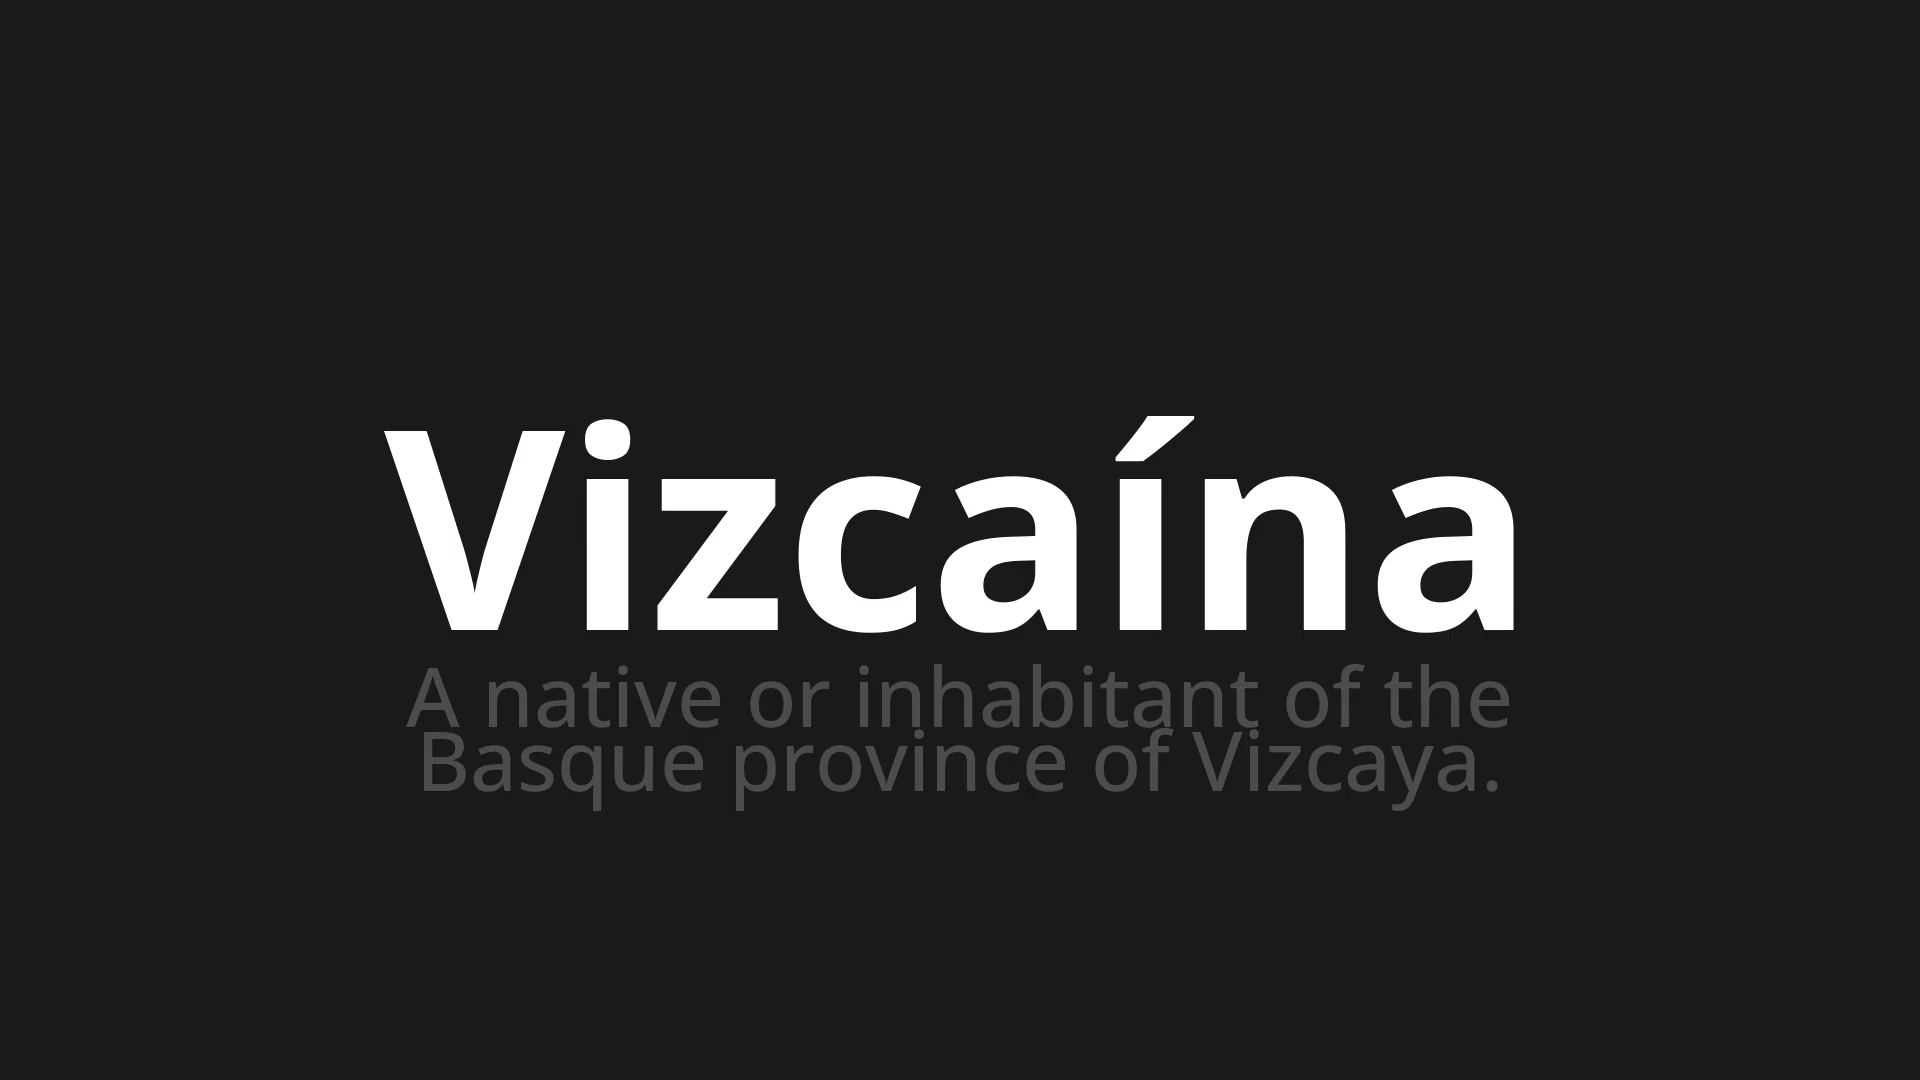 Vizcaína
A native or inhabitant of the
Basque province of Vizcaya.